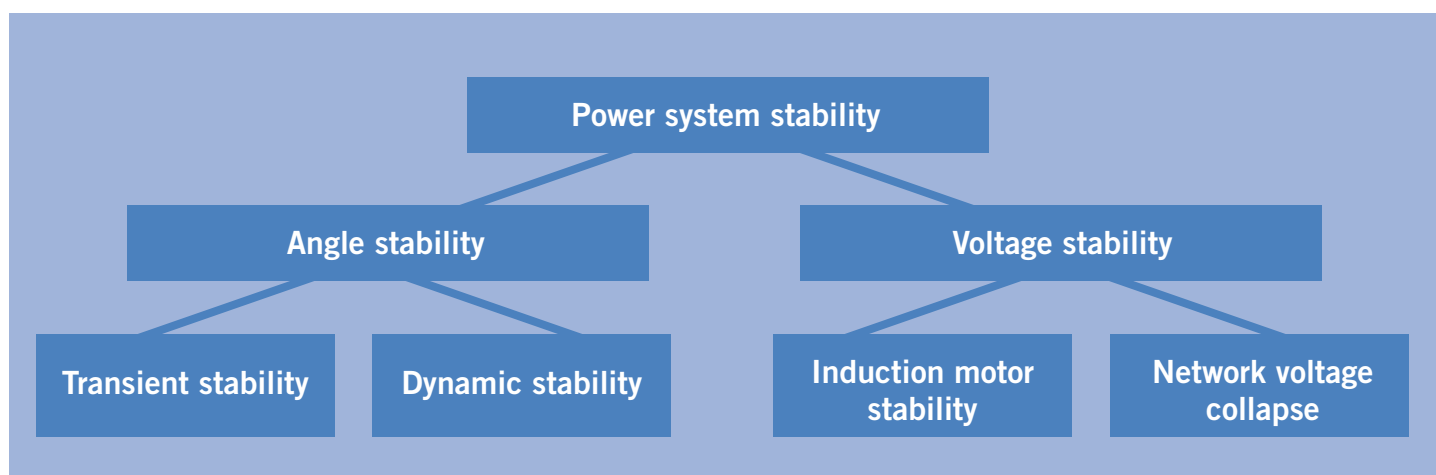 Power system stability
Angle stability
Voltage stability
Transient stability
Dynamic stability
Induction motor
stability
Network voltage
collapse